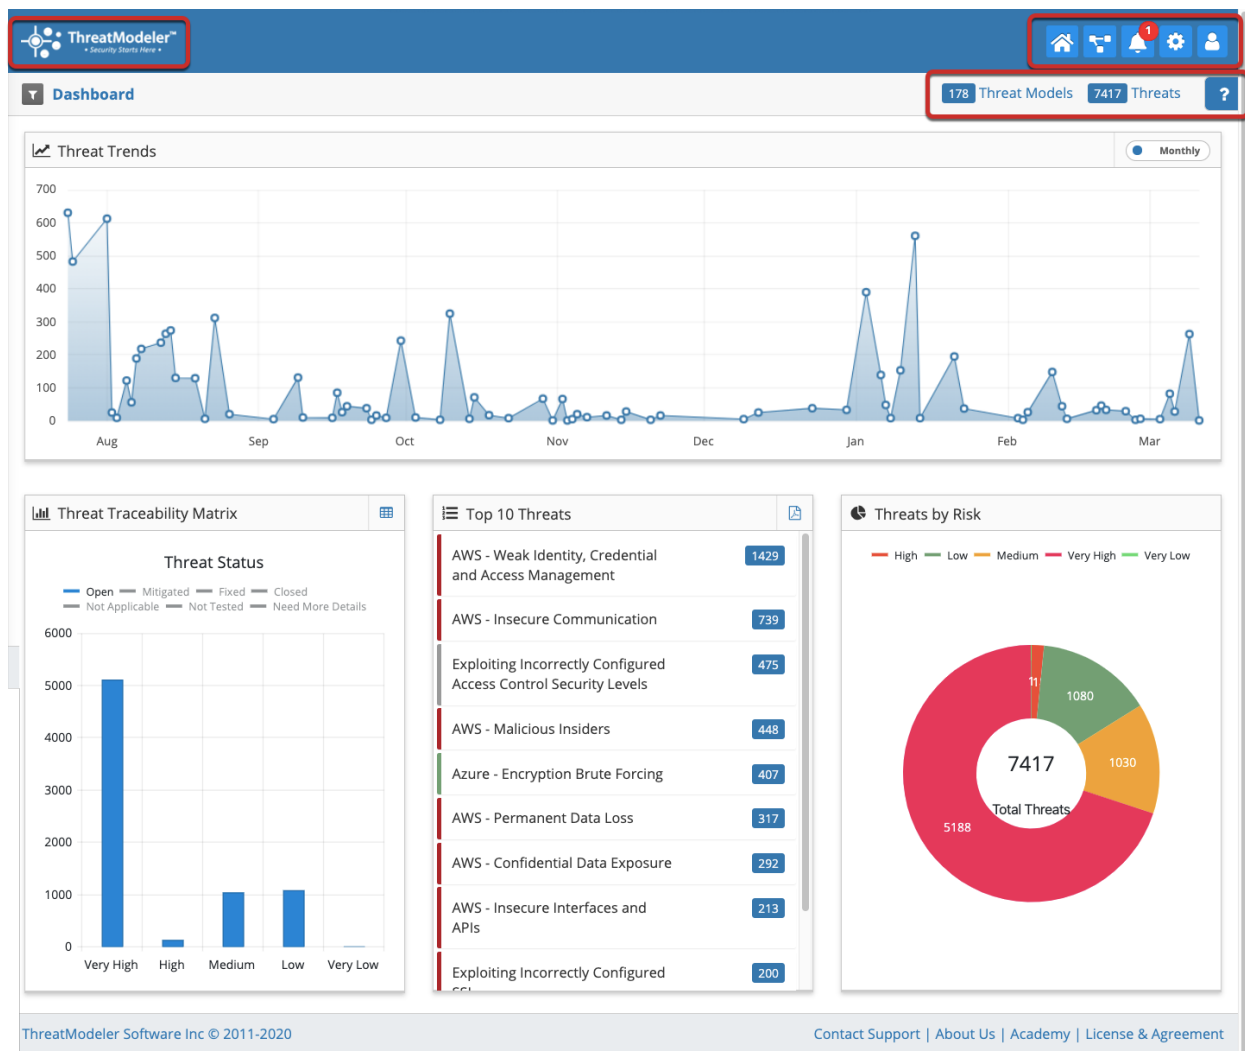 ThreatModeler™
• Security Starts Here •
1
Dashboard
178 Threat Models 7417 Threats ?
Threat Trends
Monthly
700
600
500
400
300
200
100
0
Aug Sep Oct Nov Dec Jan Feb Mar
Threat Traceability Matrix
Threat Status
Open Mitigated Fixed Closed
Not Applicable Not Tested Need More Details
6000
5000
4000
3000
2000
1000
0
Very High High Medium Low Very Low
Top 10 Threats
AWS - Weak Identity, Credential 1429
and Access Management
AWS - Insecure Communication 739
Exploiting Incorrectly Configured 475
Access Control Security Levels
AWS - Malicious Insiders 448
Azure - Encryption Brute Forcing 407
AWS - Permanent Data Loss 317
AWS - Confidential Data Exposure 292
AWS - Insecure Interfaces and 213
APIs
Exploiting Incorrectly Configured 200
Threats by Risk
High Low Medium Very High Very Low
1080
1030
5188
7417
Total Threats
ThreatModeler Software Inc © 2011-2020
Contact Support | About Us | Academy | License & Agreement